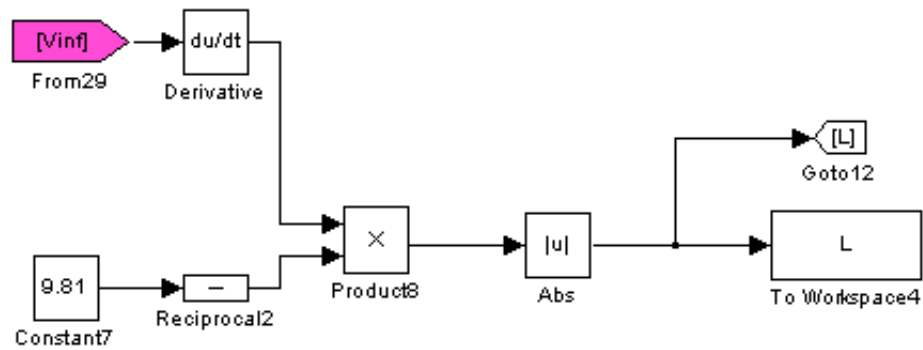 [Vinf]
From29
du/dt
Derivative
[L]
Goto12
9.81
Constant7
Reciprocal2
×
Product8
|u|
Abs
L
To Workspace4